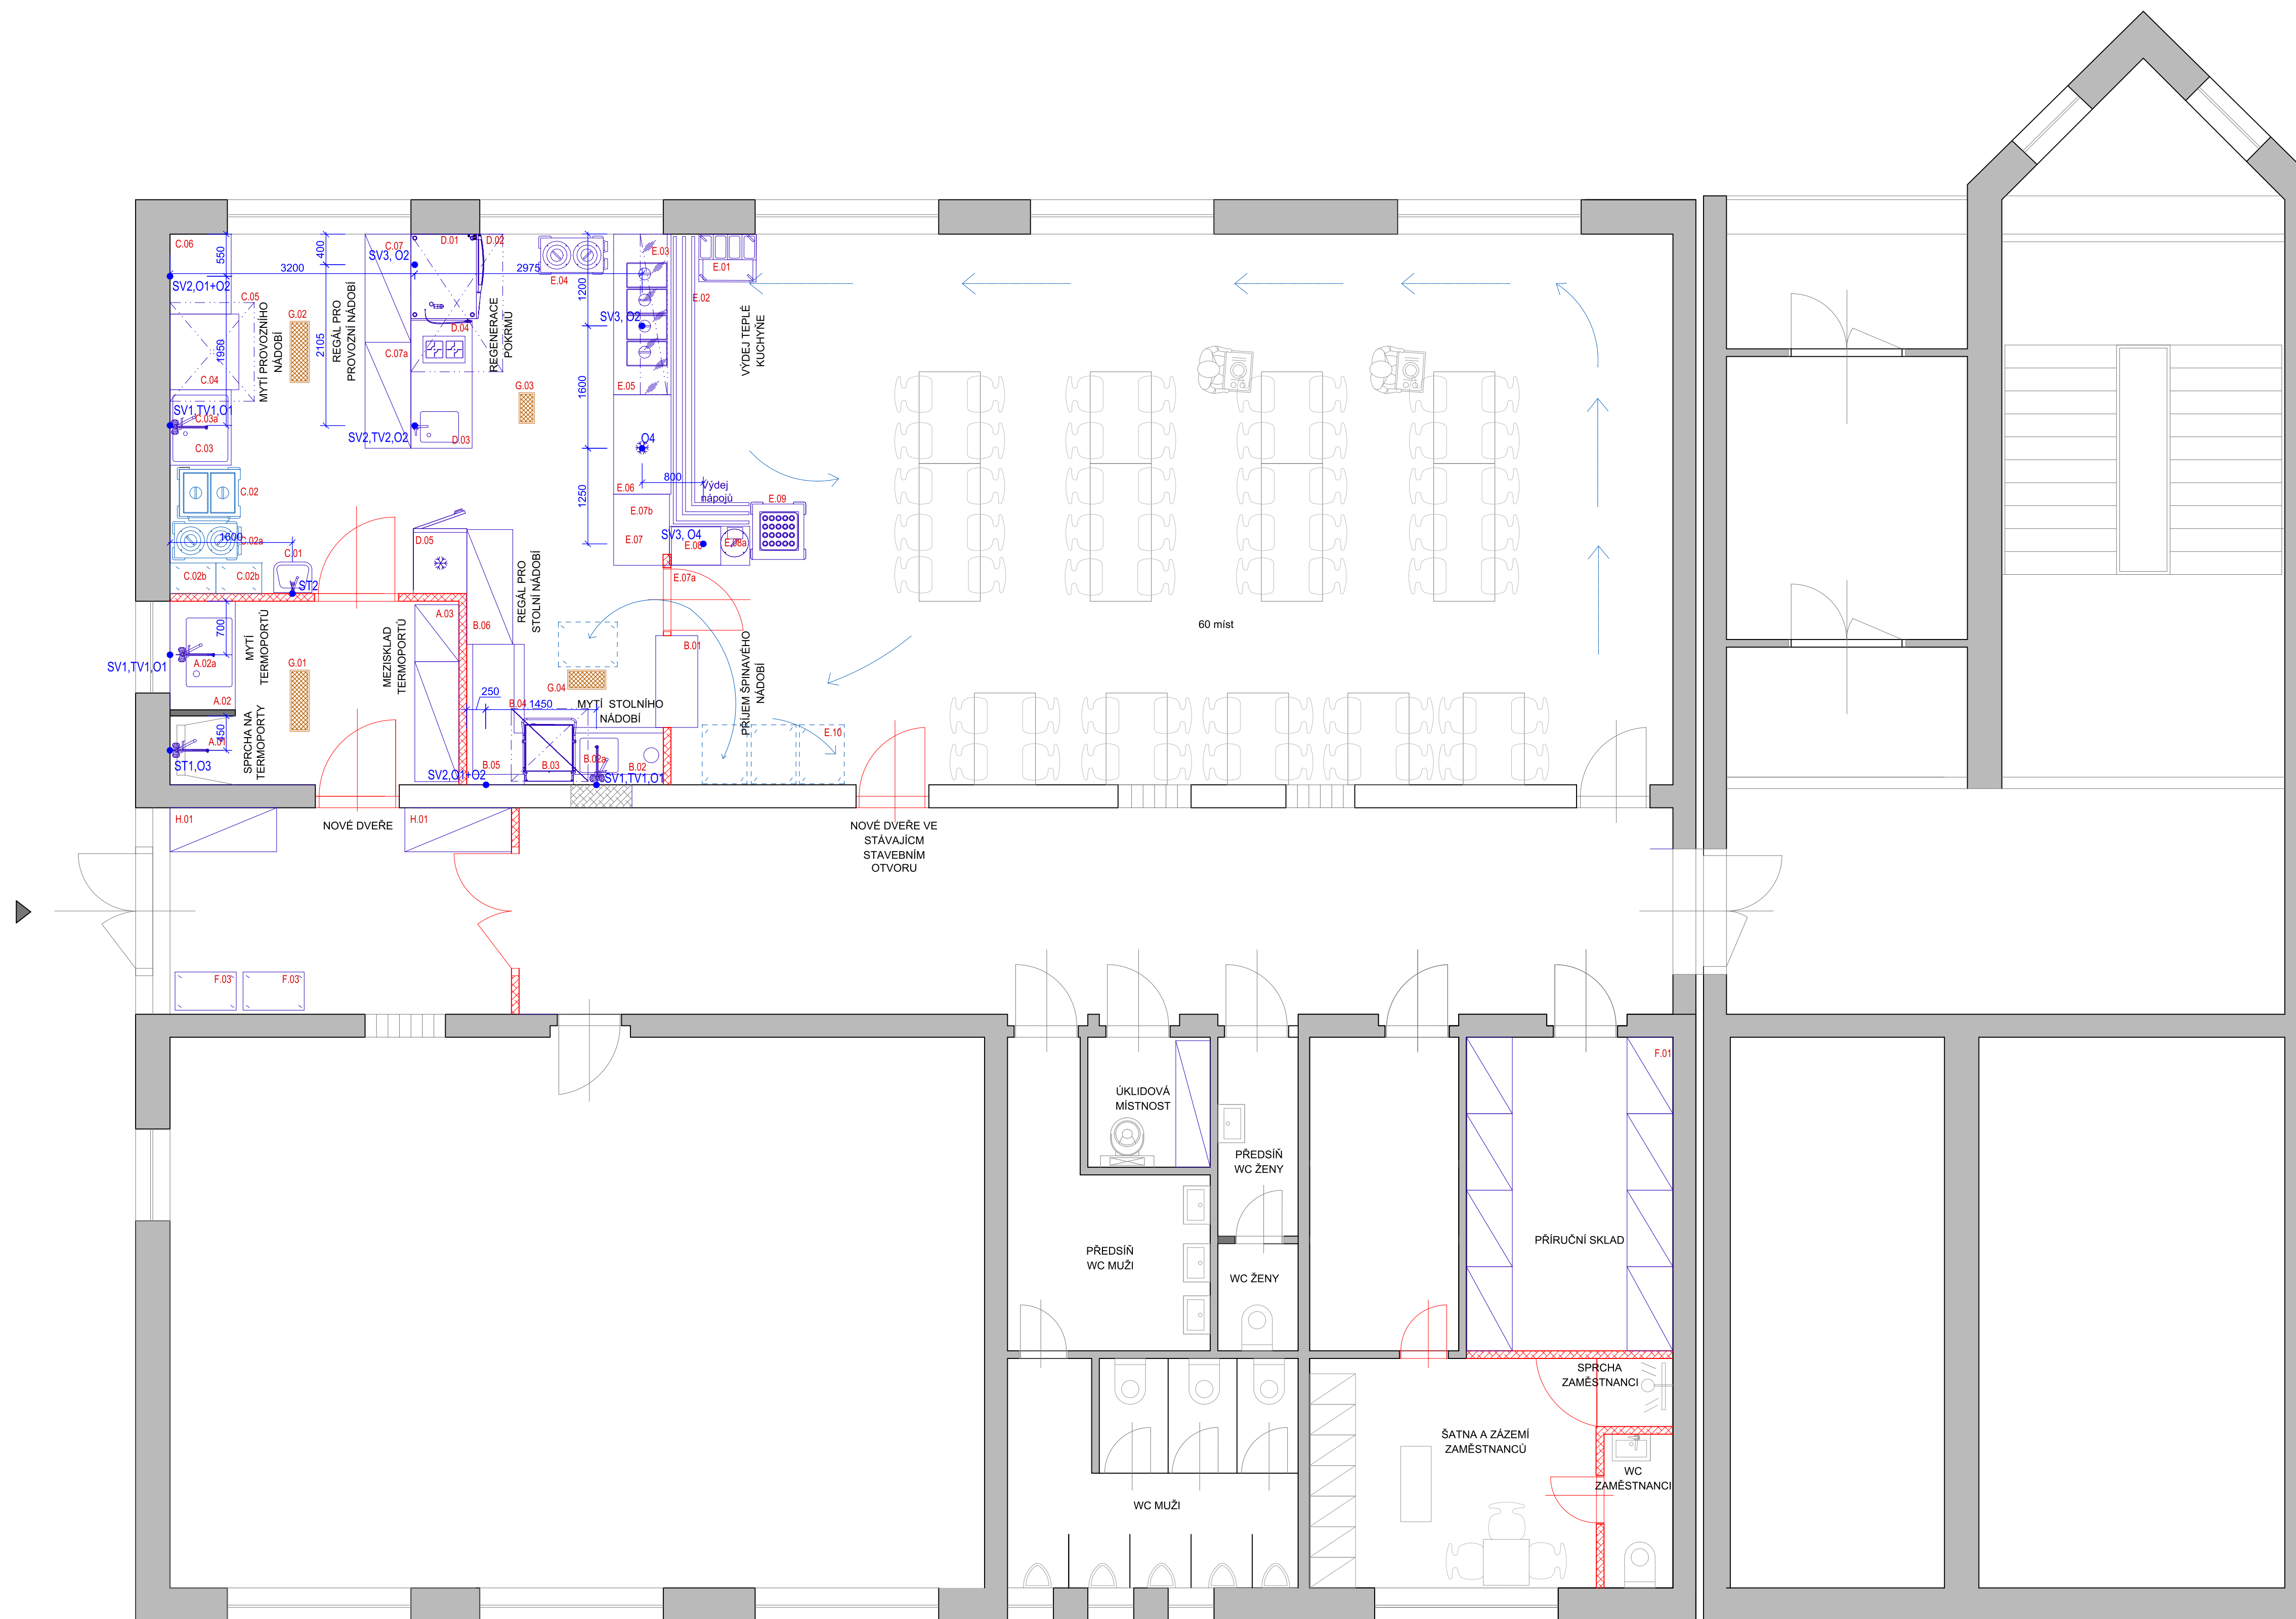 C.06
550
400
C.07
D.01
D.02
SV3, O2
3200
2975
E.03
E.01
E.04
SV2,O1+O2
C.05
E.02
1200
G.02
MYTÍ PROVOZNÍHO
NÁDOBÍ
REGÁL PRO
PROVOZNÍ NÁDOBÍ
2105
1950
D.04
REGENERACE
POKRMŮ
SV3, O2
VÝDEJ TEPLÉ
KUCHYŇE
C.07a
C.04
G.03
E.05
1600
SV1,TV1,O1
C.03a
SV2,TV2,O2
D.03
C.03
O4
800
C.02
E.06
Výdej
nápojů
E.09
1250
E.07b
1600
C.02a
C.01
D.05
E.07
SV3, O4
E.08
E.08a
C.02b
C.02b
ST2
E.07a
REGÁL PRO
STOLNÍ NÁDOBÍ
A.03
B.06
700
MYTÍ
TERMOPORTŮ
MEZISKLAD
TERMOPORTŮ
60 míst
B.01
SV1,TV1,O1
A.02a
G.01
PŘÍJEM ŠPINAVÉHO
NÁDOBÍ
G.04
250
A.02
B.04
1450
MYTÍ STOLNÍHO
NÁDOBÍ
450
A.01
SPRCHA NA
TERMOPORTY
E.10
ST1,O3
B.05
B.03
B.02a
B.02
SV2,O1+O2
SV1,TV1,O1
H.01
NOVÉ DVEŘE
H.01
NOVÉ DVEŘE VE
STÁVAJÍCM
STAVEBNÍM
OTVORU
F.03
F.03
F.01
ÚKLIDOVÁ
MÍSTNOST
PŘEDSÍŇ
WC ŽENY
PŘÍRUČNÍ SKLAD
PŘEDSÍŇ
WC MUŽI
WC ŽENY
SPRCHA
ZAMĚSTNANCI
ŠATNA A ZÁZEMÍ
ZAMĚSTNANCŮ
WC
ZAMĚSTNANCI
WC MUŽI